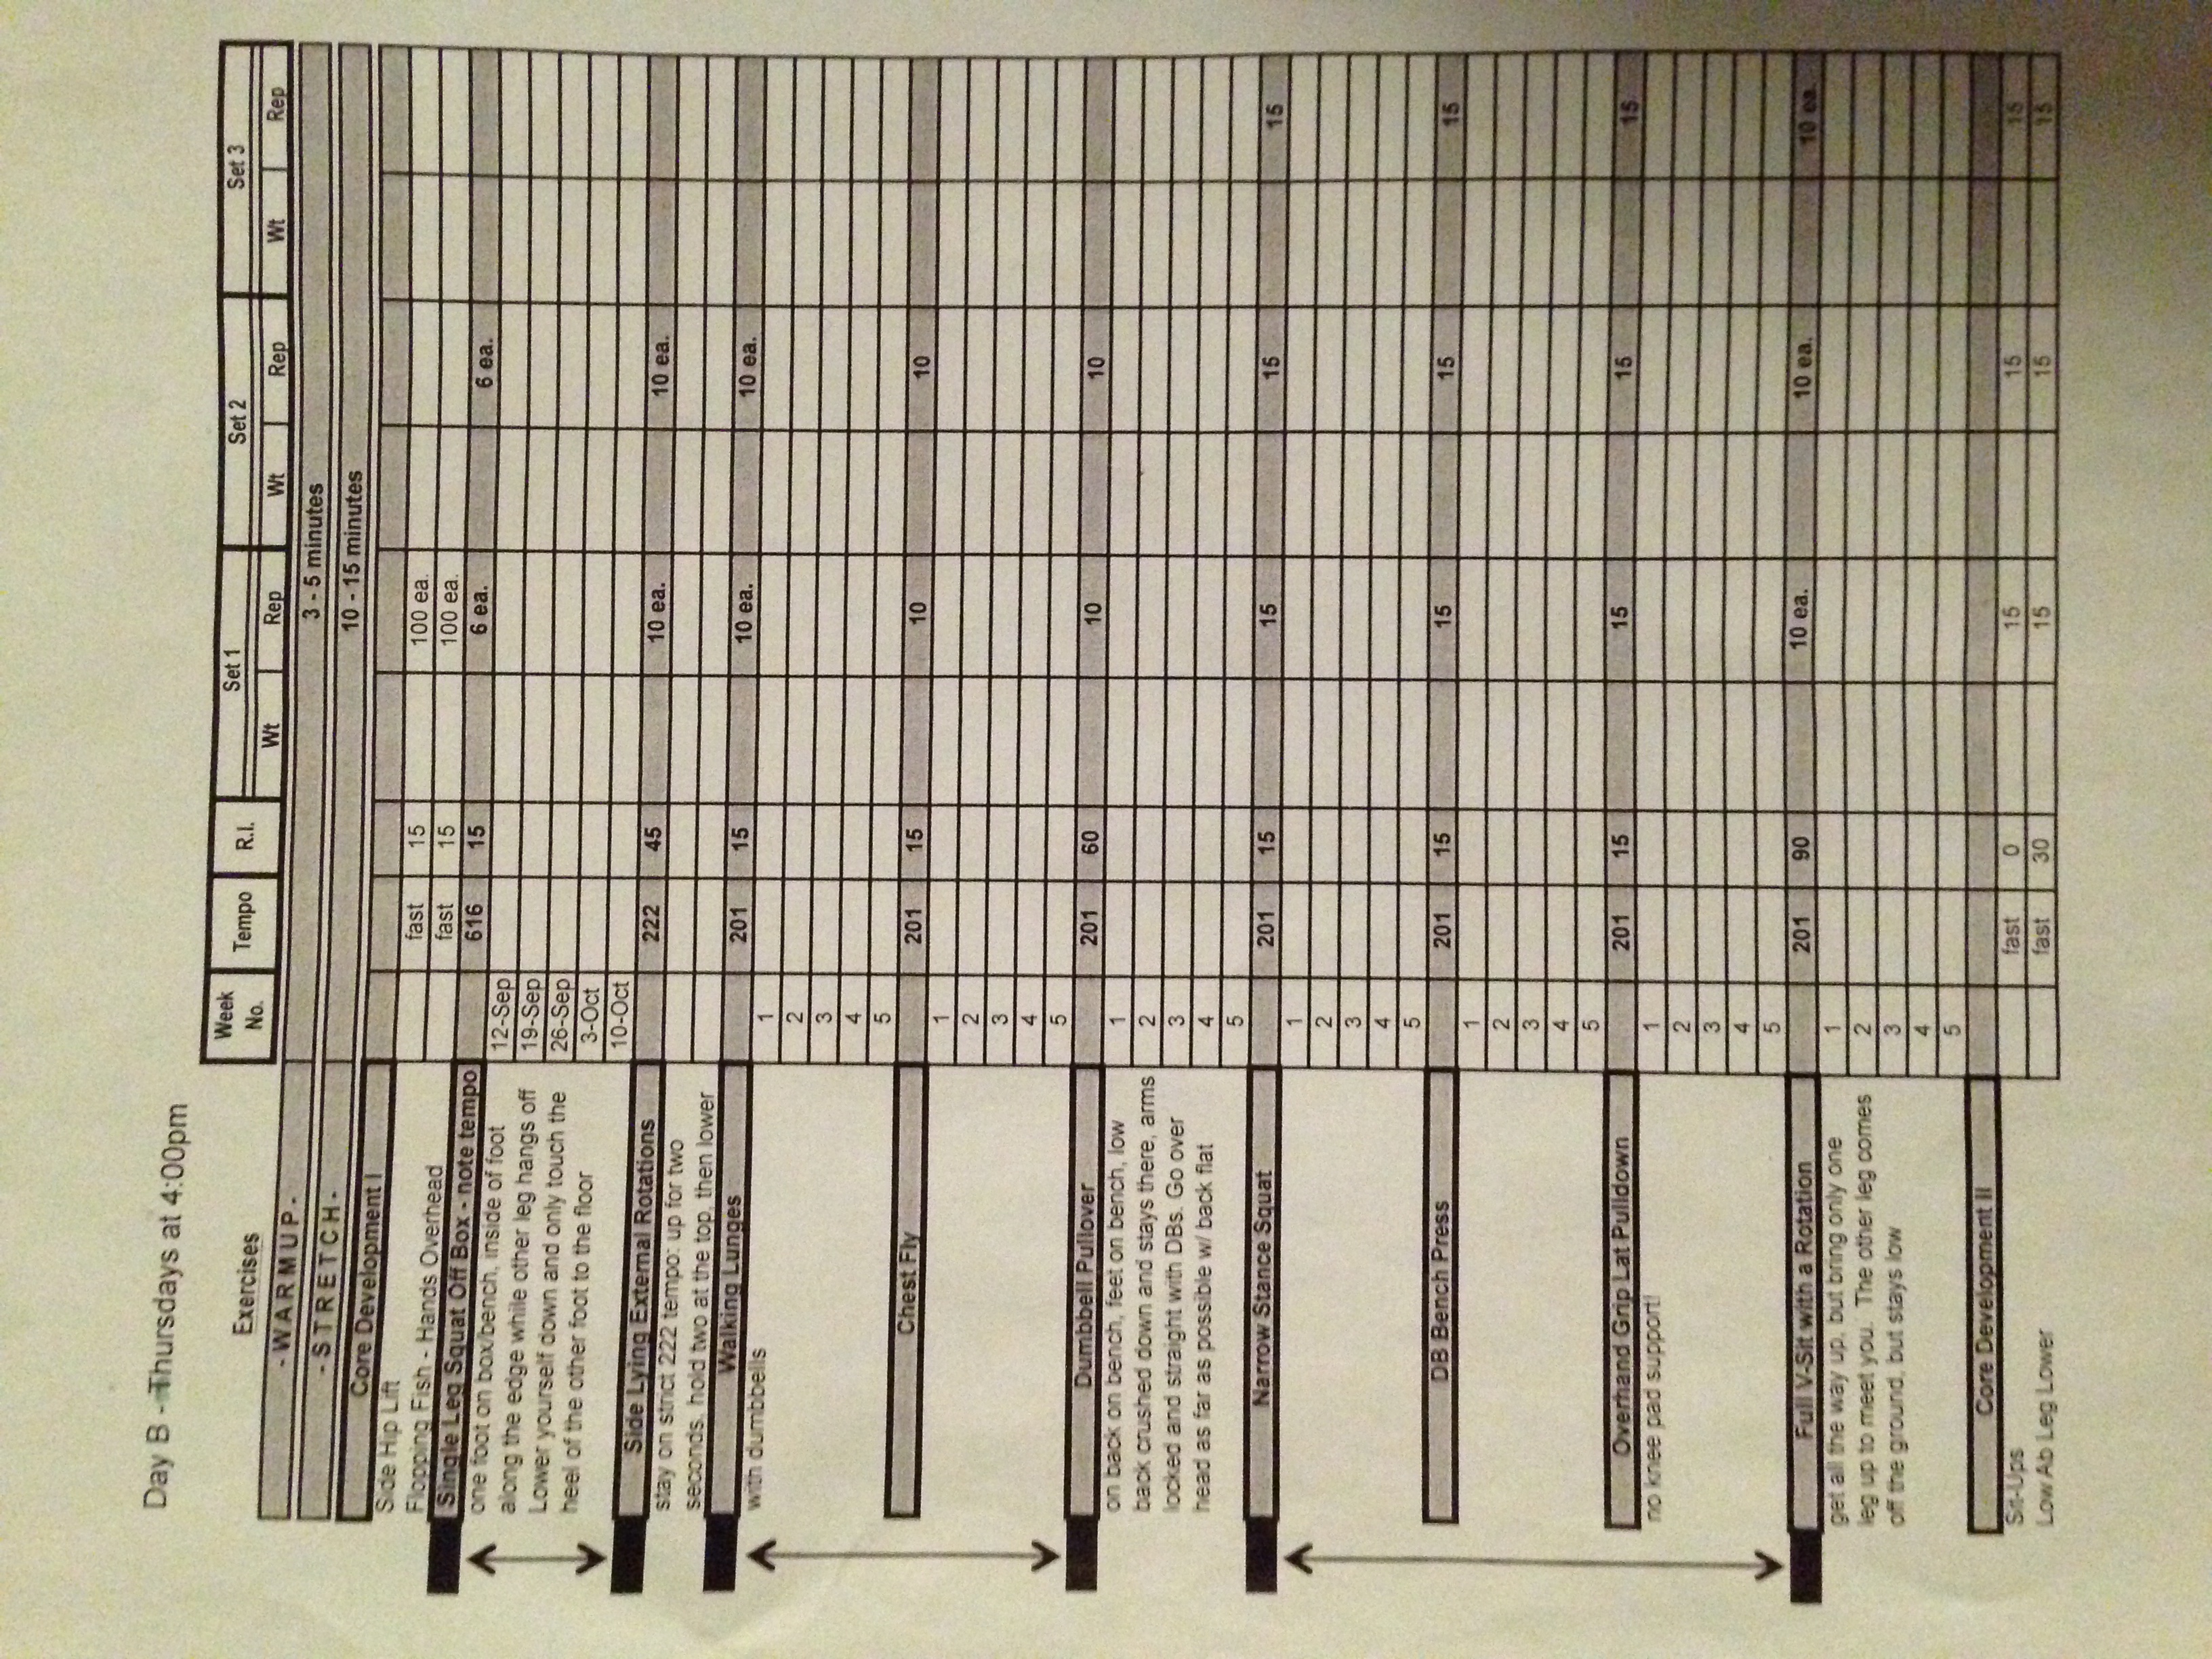 Day B - Thursdays at 4:00pm
Exercises Week No. Tempo R.I. Set 1 Set 2 Set 3
Wt Rep Wt Rep Wt Rep
- W A R M U P - 3 - 5 minutes
- S T R E T C H - 10 - 15 minutes
Core Development I
Side Hip Lift fast 15 100 ea.
Flopping Fish - Hands Overhead fast 15 100 ea.
Single Leg Squat Off Box - note tempo 616 15 6 ea. 6 ea.
one foot on box/bench, inside of foot 12-Sep
along the edge while other leg hangs off 19-Sep
Lower yourself down and only touch the 26-Sep
heel of the other foot to the floor 3-Oct
10-Oct
Side Lying External Rotations 222 45 10 ea. 10 ea.
stay on strict 222 tempo: up for two
seconds, hold two at the top, then lower
Walking Lunges 201 15 10 ea. 10 ea.
with dumbbells 1
2
3
4
5
Chest Fly 201 15 10 10
1
2
3
4
5
Dumbbell Pullover 201 60 10 10
on back on bench, feet on bench, low 1
back crushed down and stays there, arms 2
locked and straight with DBs. Go over 3
head as far as possible w/ back flat 4
5
Narrow Stance Squat 201 15 15 15 15
1
2
3
4
5
DB Bench Press 201 15 15 15 15
1
2
3
4
5
Overhand Grip Lat Pulldown 201 15 15 15 15
no knee pad support! 1
2
3
4
5
Full V-Sit with a Rotation 201 90 10 ea. 10 ea. 10 ea.
get all the way up, but bring only one 1
leg up to meet you. The other leg comes 2
off the ground, but stays low 3
4
5
Core Development II
Sit-Ups fast 0 15 15 15
Low Ab Leg Lower fast 30 15 15 15